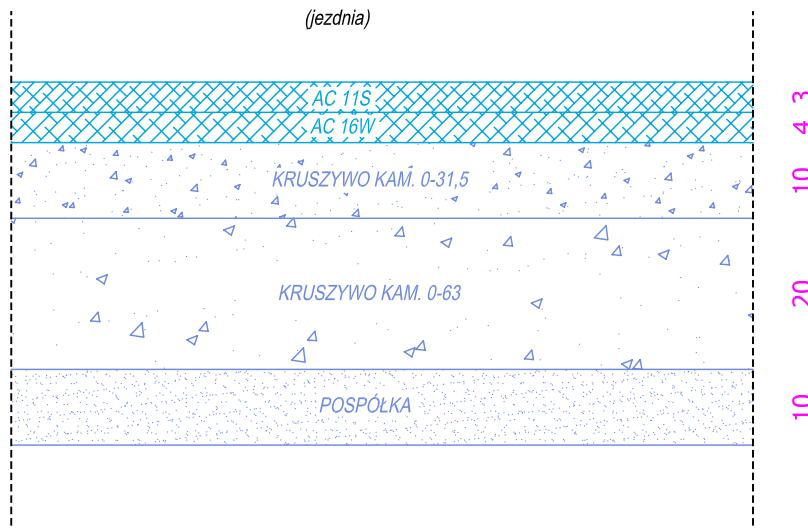 (jezdnia)
AC 11S
3
AC 16W
4
KRUSZYWO KAM. 0-31,5
10
KRUSZYWO KAM. 0-63
20
POSPÓŁKA
10